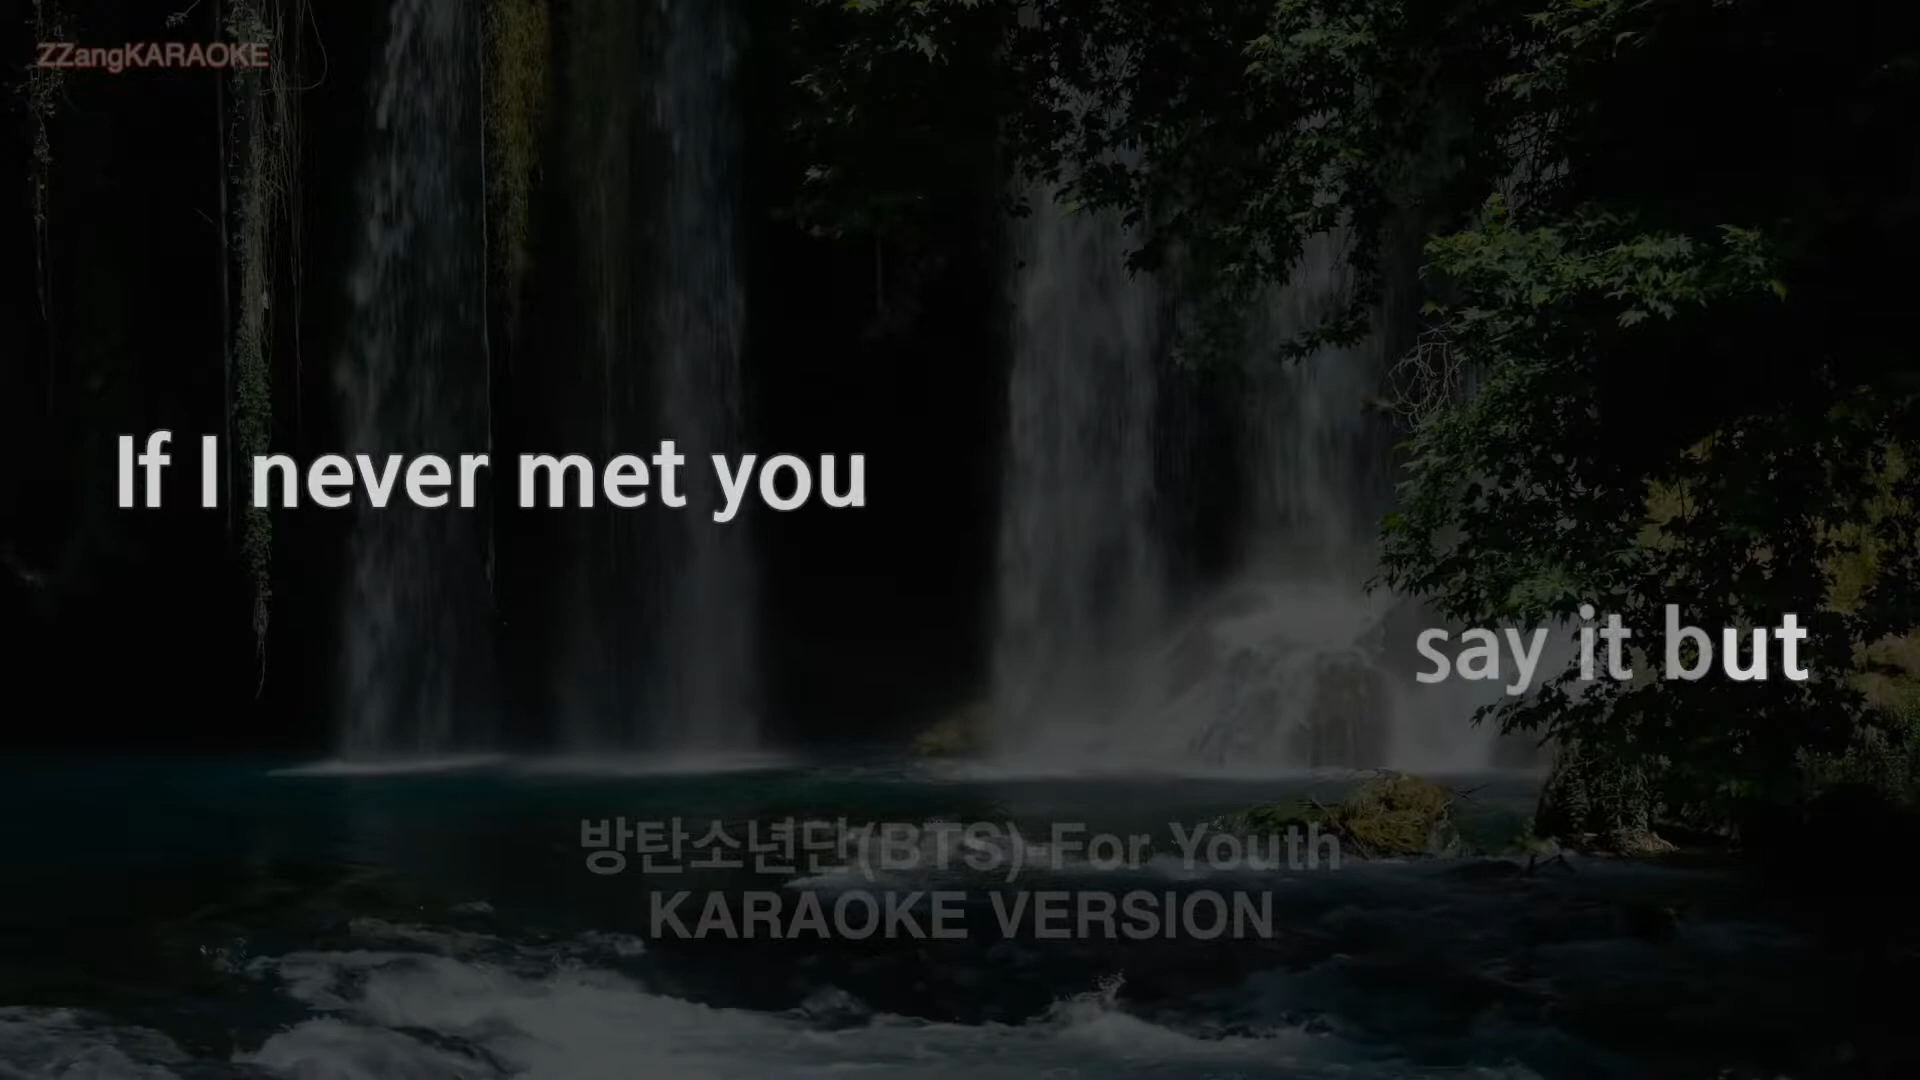 ZZangKARAOKE
If I never met you
say it but
방탄소년단(BTS)-For Youth
KARAOKE VERSION